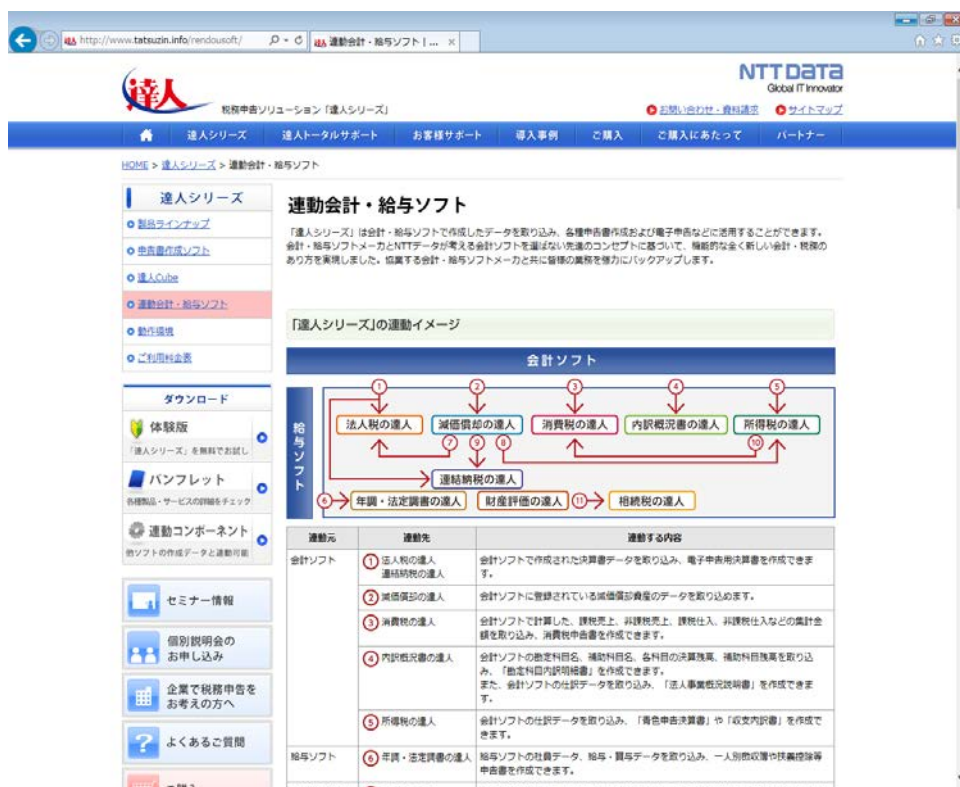 http://www.tatsuzin.info/rendousoft/
連動会計・給与ソフト | ...
達人
税務申告ソリューション「達人シリーズ」
NTT DATA
Global IT Innovator
お問い合わせ・資料請求
サイトマップ
達人シリーズ
達人トータルサポート
お客様サポート
導入事例
ご購入
ご購入にあたって
パートナー
HOME > 達人シリーズ > 連動会計・給与ソフト
達人シリーズ
製品ラインナップ
申告書作成ソフト
達人Cube
連動会計・給与ソフト
動作環境
ご利用料金表
ダウンロード
体験版
「達人シリーズ」を無料でお試し
パンフレット
各種製品・サービスの詳細をチェック
連動コンポーネント
他ソフトの作成データと連動可能
セミナー情報
個別説明会の
お申し込み
企業で税務申告を
お考えの方へ
よくあるご質問
連動会計・給与ソフト
「達人シリーズ」は会計・給与ソフトで作成したデータを取り込み、各種申告書作成および電子申告などに活用することができます。
会計・給与ソフトメーカとNTTデータが考える会計ソフトを選ばない先進のコンセプトに基づいて、機能的な全く新しい会計・税務の
あり方を実現しました。協業する会計・給与ソフトメーカと共に皆様の業務を強力にバックアップします。
「達人シリーズ」の連動イメージ
会計ソフト
給与ソフト
① ② ③ ④ ⑤
法人税の達人 減価償却の達人 消費税の達人 内訳概況書の達人 所得税の達人
⑦ ⑨ ⑧ ⑩
連結納税の達人
⑥ 年調・法定調書の達人 財産評価の達人 ⑪ 相続税の達人
連動元 連動先 連動する内容
会計ソフト ① 法人税の達人 会計ソフトで作成された決算書データを取り込み、電子申告用決算書を作成できま
連結納税の達人 す。
② 減価償却の達人 会計ソフトに登録されている減価償却資産のデータを取り込めます。
③ 消費税の達人 会計ソフトで計算した、課税売上、非課税売上、課税仕入、非課税仕入などの集計金
額を取り込み、消費税申告書を作成できます。
④ 内訳概況書の達人 会計ソフトの勘定科目名、補助科目名、各科目の決算残高、補助科目残高を取り込
み、「勘定科目内訳明細書」を作成できます。
また、会計ソフトの仕訳データを取り込み、「法人事業概況説明書」を作成できま
す。
⑤ 所得税の達人 会計ソフトの仕訳データを取り込み、「青色申告決算書」や「収支内訳書」を作成で
きます。
給与ソフト ⑥ 年調・法定調書の達人 給与ソフトの社員データ、給与・賞与データを取り込み、一人別徴収簿や扶養控除等
申告書を作成できます。